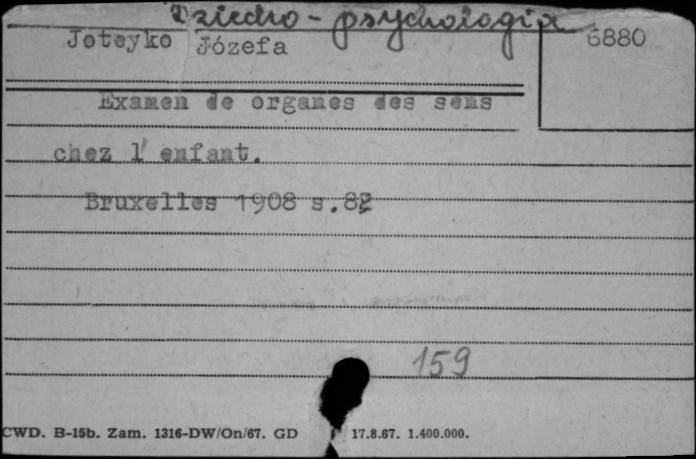 Dziecko - psychologia
Joteyko Józefa
6880
Examen de organes des sens
chez l'enfant.
Bruxelles 1908 s.82
159
CWD. B-15b. Zam. 1316-DW/On/67. GD 17.8.67. 1.400.000.